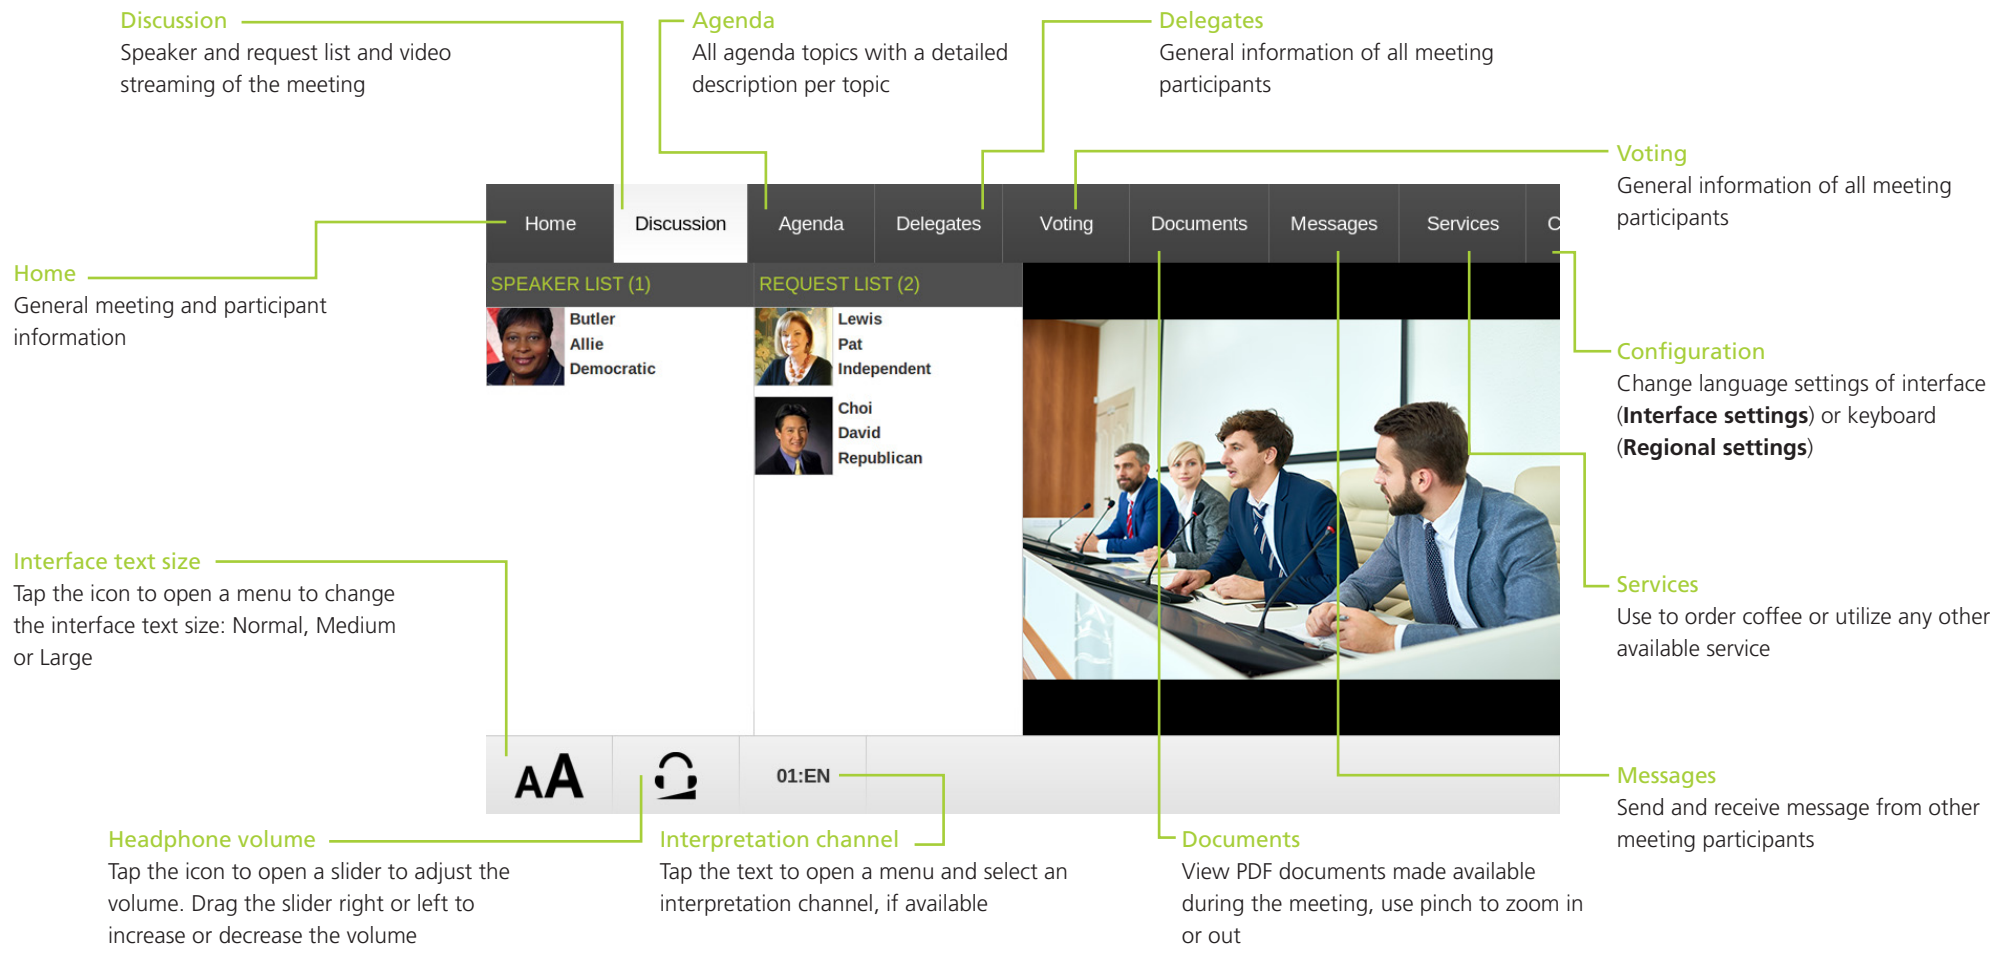 Discussion
Speaker and request list and video
streaming of the meeting
Agenda
All agenda topics with a detailed
description per topic
Delegates
General information of all meeting
participants
Voting
General information of all meeting
participants
Home
General meeting and participant
information
Home
Discussion
Agenda
Delegates
Voting
Documents
Messages
Services
C
SPEAKER LIST (1)
Butler
Allie
Democratic
REQUEST LIST (2)
Lewis
Pat
Independent
Choi
David
Republican
Configuration
Change language settings of interface
(Interface settings) or keyboard
(Regional settings)
Interface text size
Tap the icon to open a menu to change
the interface text size: Normal, Medium
or Large
Services
Use to order coffee or utilize any other
available service
AA
01:EN
Messages
Send and receive message from other
meeting participants
Headphone volume
Tap the icon to open a slider to adjust the
volume. Drag the slider right or left to
increase or decrease the volume
Interpretation channel
Tap the text to open a menu and select an
interpretation channel, if available
Documents
View PDF documents made available
during the meeting, use pinch to zoom in
or out